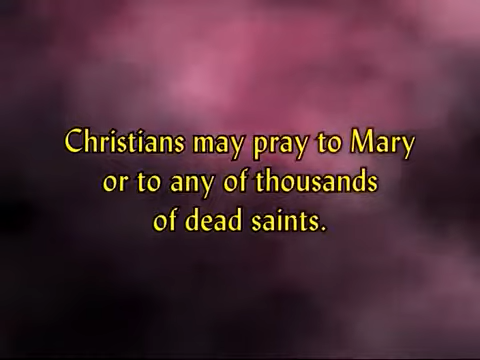 Christians may pray to Mary
or to any of thousands
of dead saints.